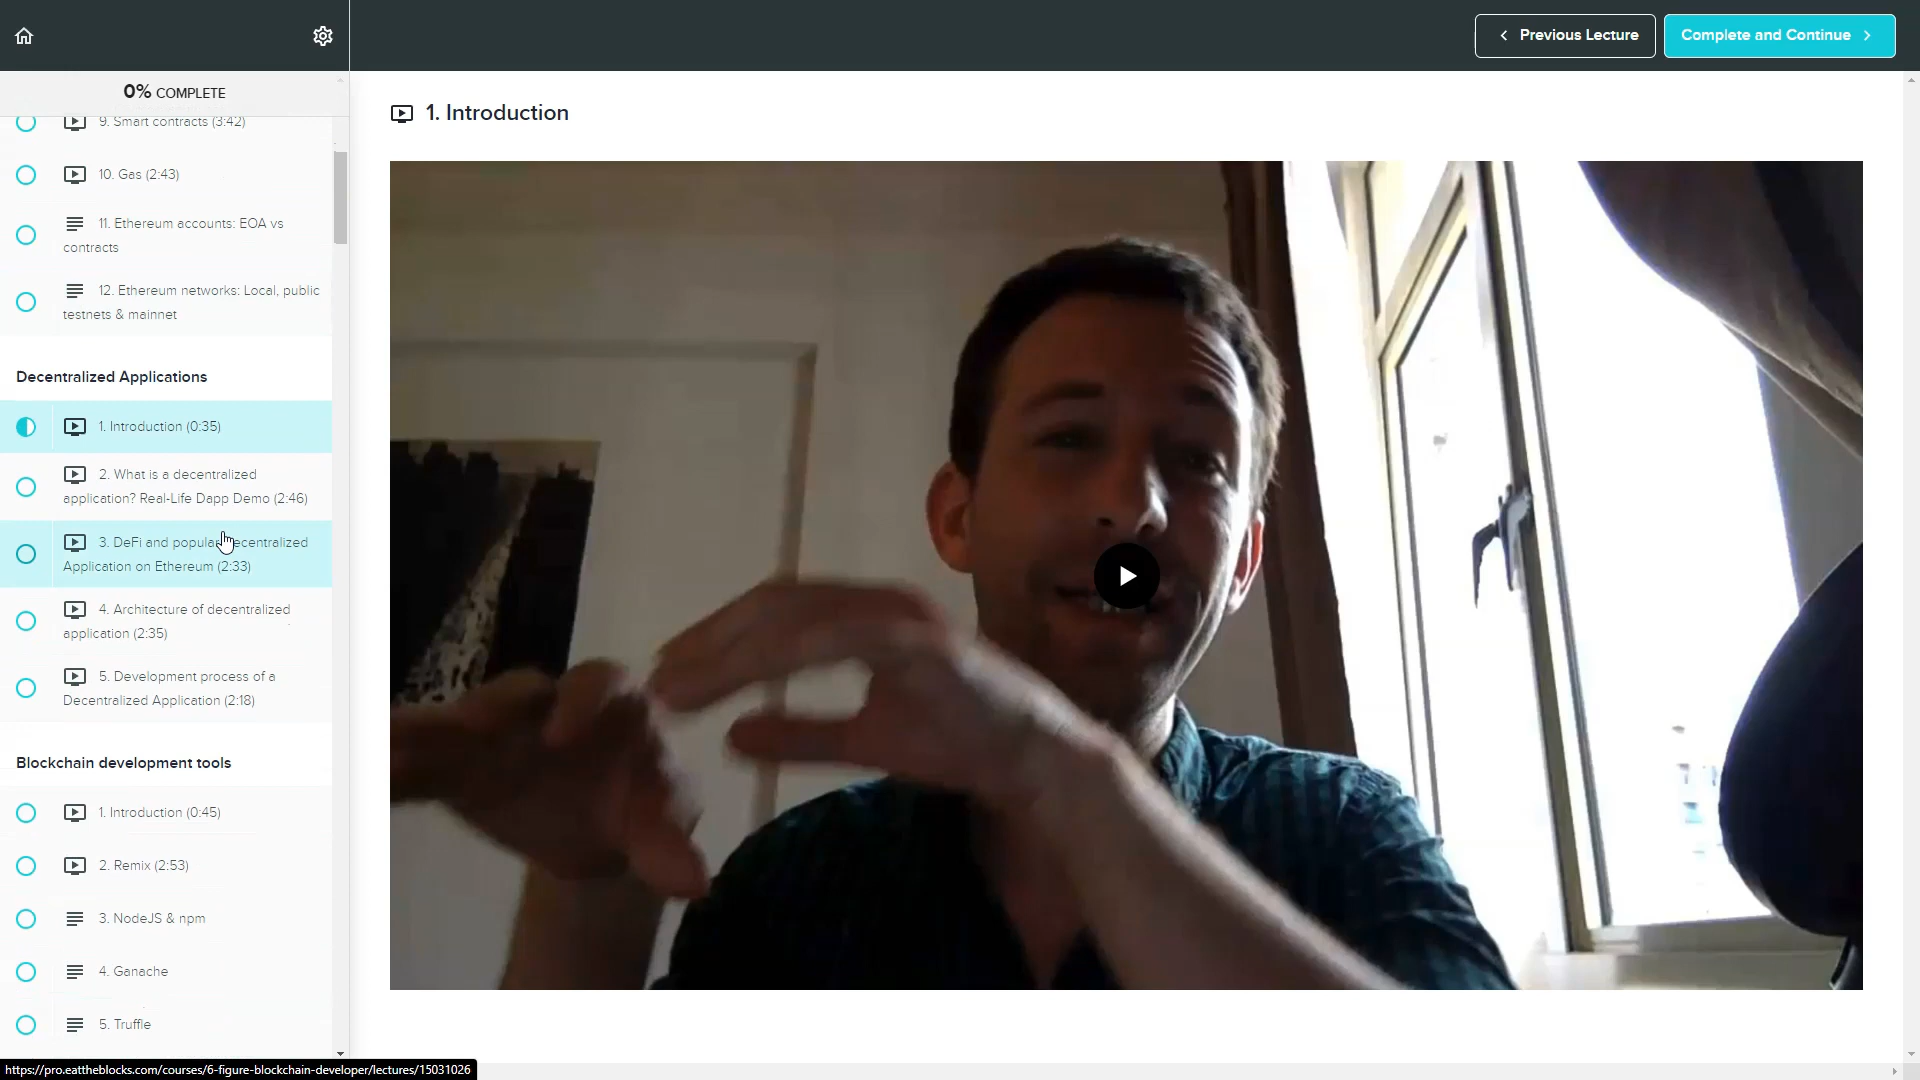 Previous Lecture
Complete and Continue
0% COMPLETE
9. Smart contracts (3:42)
10. Gas (2:43)
11. Ethereum accounts: EOA vs
contracts
12. Ethereum networks: Local, public
testnets & mainnet
Decentralized Applications
1. Introduction (0:35)
2. What is a decentralized
application? Real-Life Dapp Demo (2:46)
3. DeFi and popular decentralized
Application on Ethereum (2:33)
4. Architecture of decentralized
application (2:35)
5. Development process of a
Decentralized Application (2:18)
Blockchain development tools
1. Introduction (0:45)
2. Remix (2:53)
3. NodeJS & npm
4. Ganache
5. Truffle
1. Introduction
https://pro.eattheblocks.com/courses/6-figure-blockchain-developer/lectures/15031026